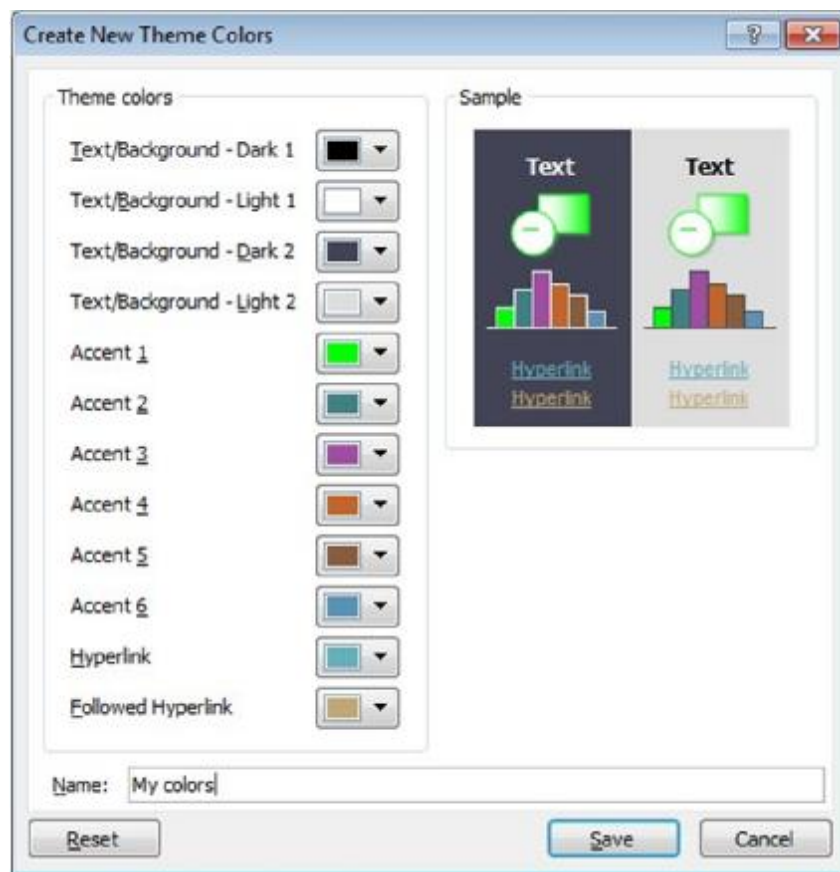 Create New Theme Colors
Theme colors
Text/Background - Dark 1
Text/Background - Light 1
Text/Background - Dark 2
Text/Background - Light 2
Accent 1
Accent 2
Accent 3
Accent 4
Accent 5
Accent 6
Hyperlink
Followed Hyperlink
Sample
Text Text
Hyperlink Hyperlink
Hyperlink Hyperlink
Name: My colors
Reset Save Cancel